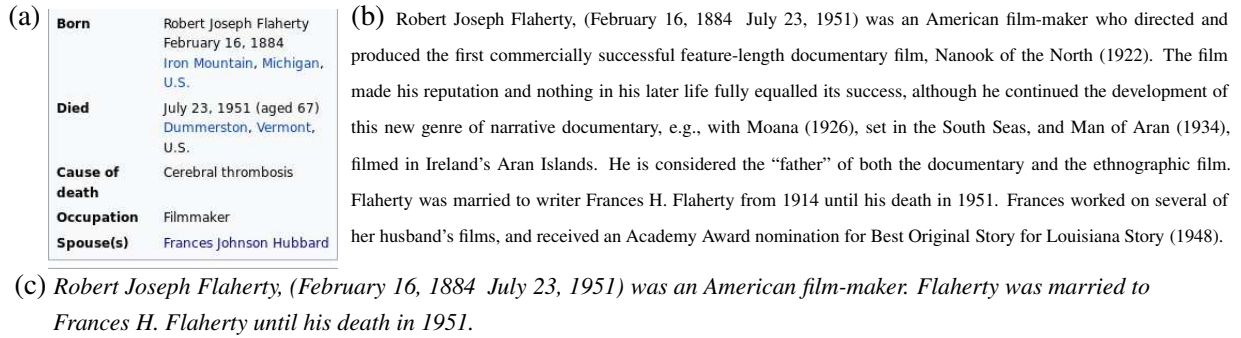 (a)
Born Robert Joseph Flaherty
February 16, 1884
Iron Mountain, Michigan,
U.S.
Died July 23, 1951 (aged 67)
Dummerston, Vermont,
U.S.
Cause of Cerebral thrombosis
death
Occupation Filmmaker
Spouse(s) Frances Johnson Hubbard
(b) Robert Joseph Flaherty, (February 16, 1884 July 23, 1951) was an American film-maker who directed and
produced the first commercially successful feature-length documentary film, Nanook of the North (1922). The film
made his reputation and nothing in his later life fully equalled its success, although he continued the development of
this new genre of narrative documentary, e.g., with Moana (1926), set in the South Seas, and Man of Aran (1934),
filmed in Ireland's Aran Islands. He is considered the “father” of both the documentary and the ethnographic film.
Flaherty was married to writer Frances H. Flaherty from 1914 until his death in 1951. Frances worked on several of
her husband's films, and received an Academy Award nomination for Best Original Story for Louisiana Story (1948).
(c) Robert Joseph Flaherty, (February 16, 1884 July 23, 1951) was an American film-maker. Flaherty was married to
Frances H. Flaherty until his death in 1951.